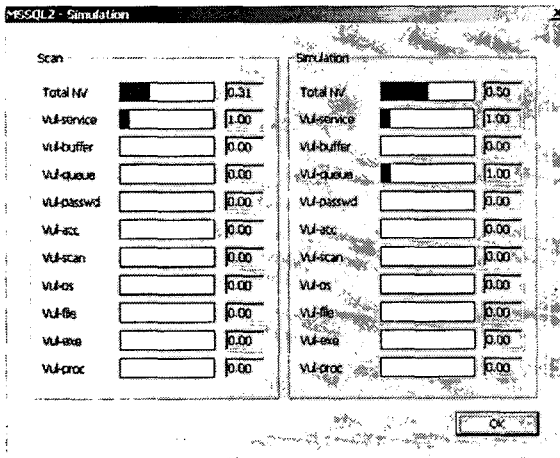 MSSQL2 - Simulation
Scan
Total NV 0.31
Vul-service 1.00
Vul-buffer 0.00
Vul-queue 0.00
Vul-passwd 0.00
Vul-acc 0.00
Vul-scan 0.00
Vul-os 0.00
Vul-file 0.00
Vul-exe 0.00
Vul-proc 0.00
Simulation
Total NV 0.50
Vul-service 1.00
Vul-buffer 0.00
Vul-queue 1.00
Vul-passwd 0.00
Vul-acc 0.00
Vul-scan 0.00
Vul-os 0.00
Vul-file 0.00
Vul-exe 0.00
Vul-proc 0.00
OK